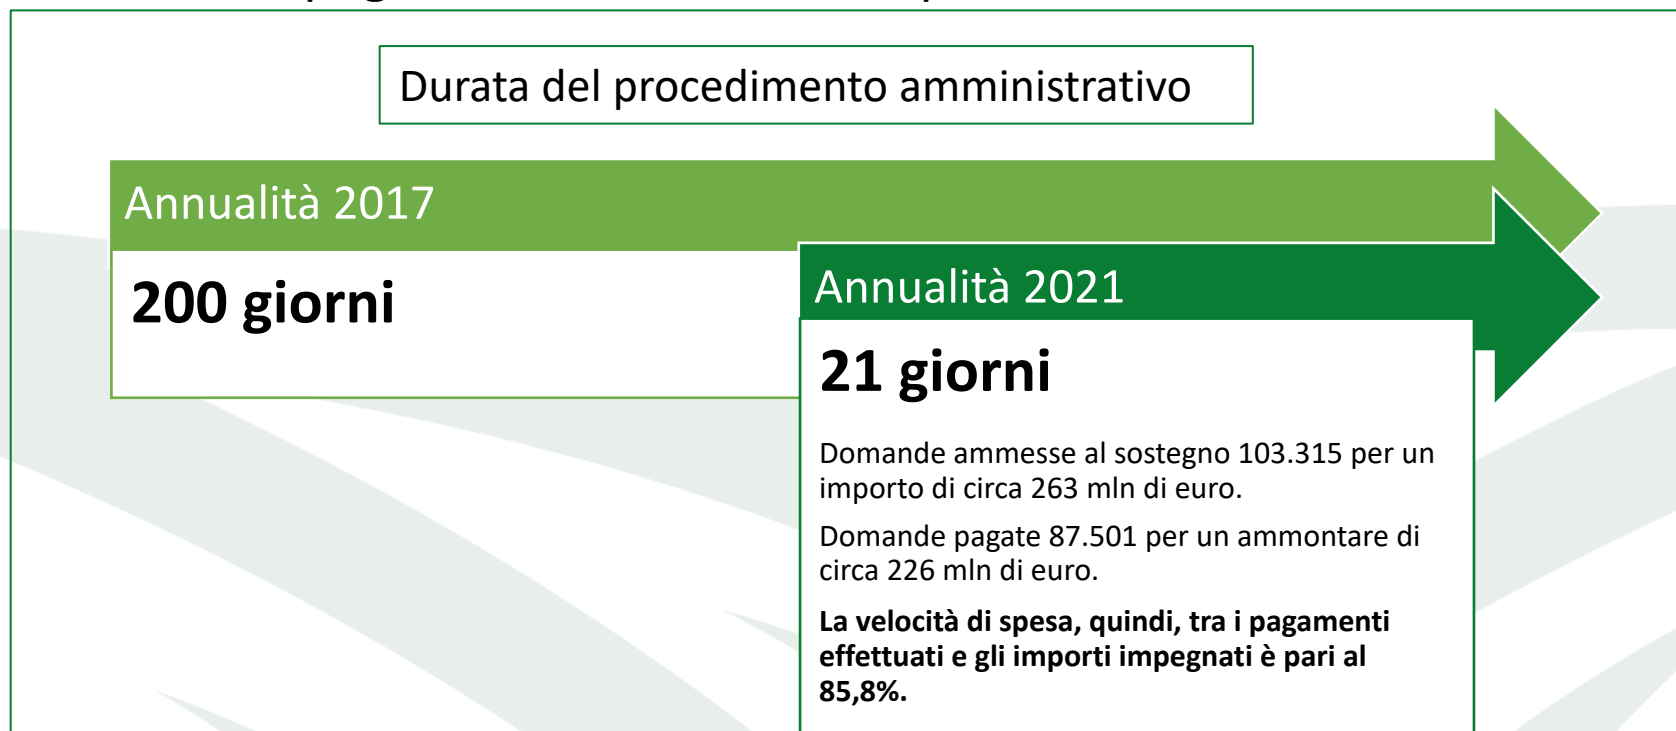 Durata del procedimento amministrativo
Annualità 2017
200 giorni
Annualità 2021
21 giorni
Domande ammesse al sostegno 103.315 per un
importo di circa 263 mln di euro.
Domande pagate 87.501 per un ammontare di
circa 226 mln di euro.
La velocità di spesa, quindi, tra i pagamenti
effettuati e gli importi impegnati è pari al
85,8%.